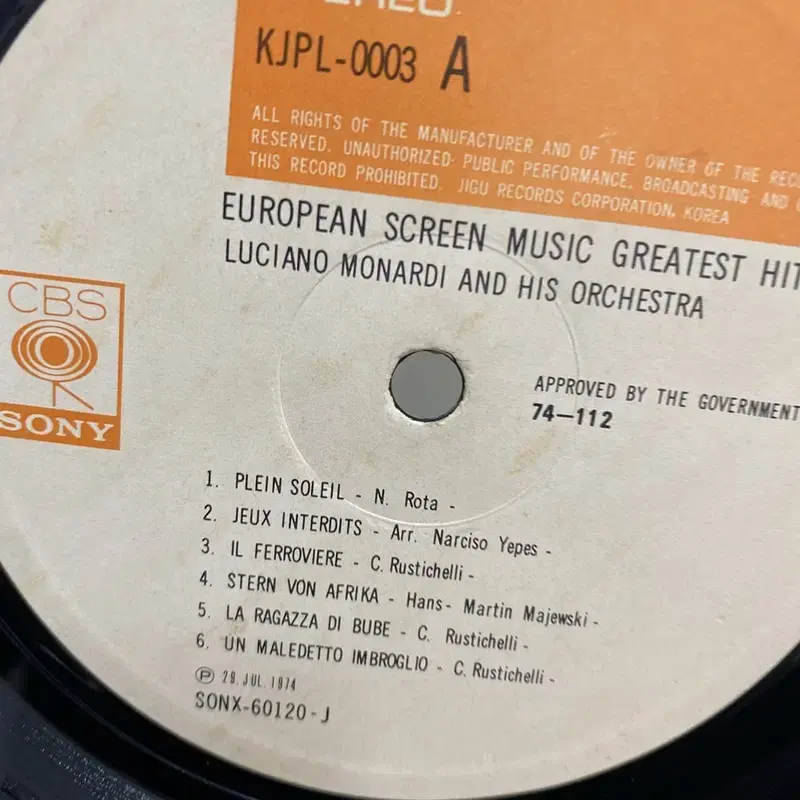 KJPL-0003 A
ALL RIGHTS OF THE MANUFACTURER AND OF THE OWNER OF THE
RESERVED. UNAUTHORIZED PUBLIC PERFORMANCE, BROADCASTING AND
THIS RECORD PROHIBITED. JIGU RECORDS CORPORATION, KOREA
EUROPEAN SCREEN MUSIC GREATEST
LUCIANO MONARDI AND HIS ORCHESTRA
CBS
SONY
APPROVED BY THE GOVERNMENT
74-112
1. PLEIN SOLEIL - N. Rota -
2. JEUX INTERDITS - Arr. Narciso Yepes -
3. IL FERROVIERE - C. Rustichelli -
4. STERN VON AFRIKA - Hans- Martin Majewski -
5. LA RAGAZZA DI BUBE - C. Rustichelli -
6. UN MALEDETTO IMBROGLIO - C. Rustichelli -
Ⓟ 29. JUL. 1974
SONX-60120-J